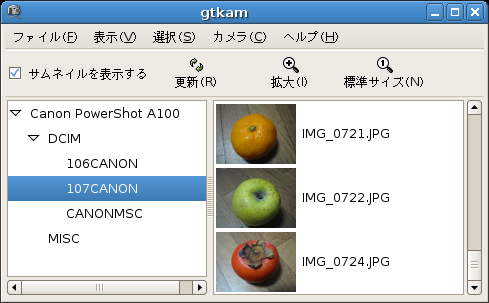 gtkam
ファイル(F) 表示(V) 選択(S) カメラ(C) ヘルプ(H)
サムネイルを表示する 更新(R) 拡大(I) 標準サイズ(N)
Canon PowerShot A100
DCIM
106CANON
107CANON
CANONMSC
MISC
IMG_0721.JPG
IMG_0722.JPG
IMG_0724.JPG